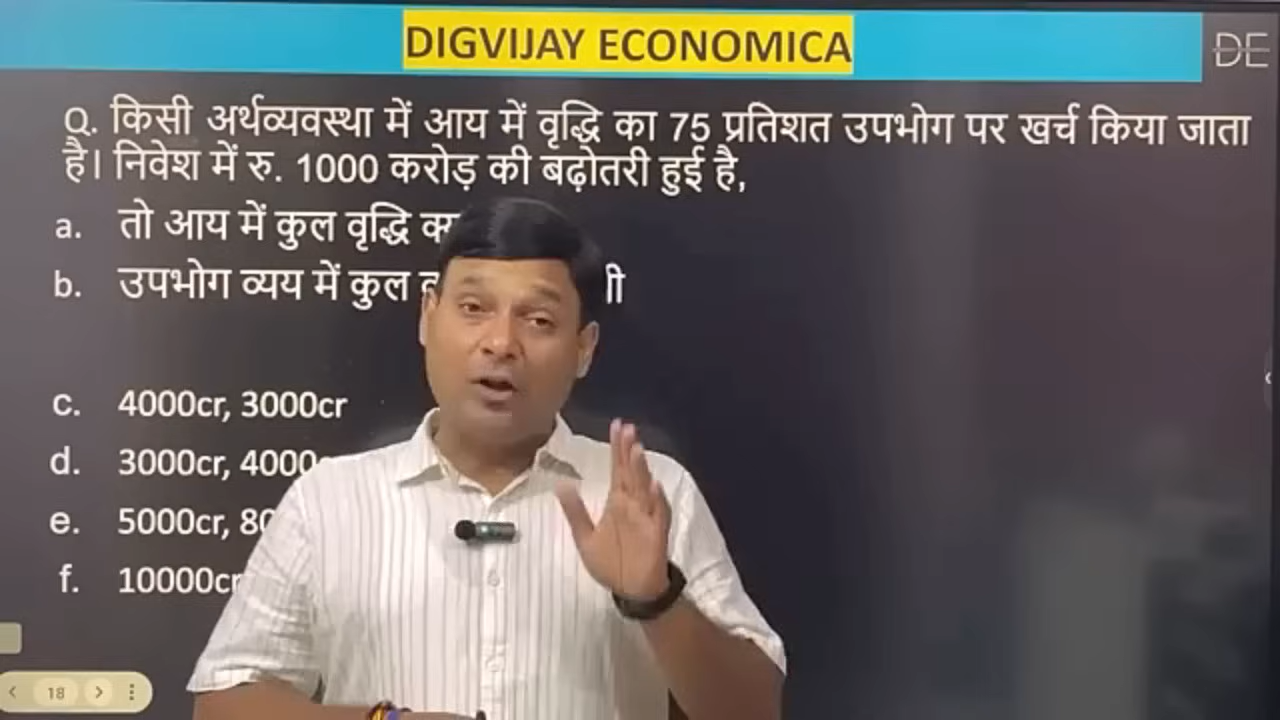 DIGVIJAY ECONOMICA
DE
Q. किसी अर्थव्यवस्था में आय में वृद्धि का 75 प्रतिशत उपभोग पर खर्च किया जाता
है। निवेश में रु. 1000 करोड़ की बढ़ोतरी हुई है,
a. तो आय में कुल वृद्धि
b. उपभोग व्यय में कुल
c. 4000cr, 3000cr
d. 3000cr, 4000
e. 5000cr,
f. 10000cr
18